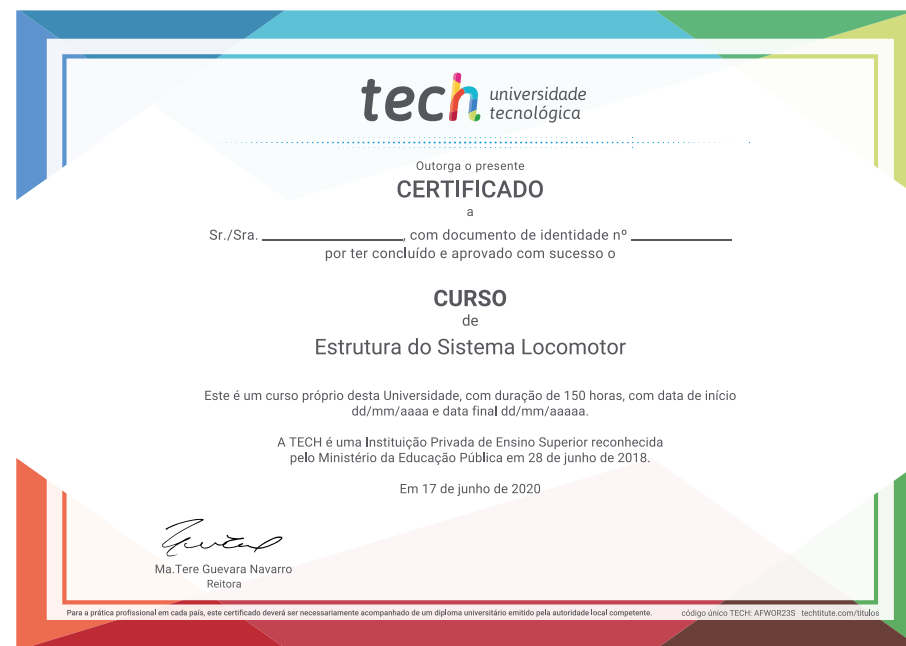 tech universidade
tecnológica
Outorga o presente
CERTIFICADO
a
Sr./Sra. ____________________, com documento de identidade nº ______________
por ter concluído e aprovado com sucesso o
CURSO
de
Estrutura do Sistema Locomotor
Este é um curso próprio desta Universidade, com duração de 150 horas, com data de início
dd/mm/aaaa e data final dd/mm/aaaaa.
A TECH é uma Instituição Privada de Ensino Superior reconhecida
pelo Ministério da Educação Pública em 28 de junho de 2018.
Em 17 de junho de 2020
Ma.Tere Guevara Navarro
Reitora
Para a prática profissional em cada país, este certificado deverá ser necessariamente acompanhado de um diploma universitário emitido pela autoridade local competente. código único TECH: AFWOR23S techtitute.com/titulos